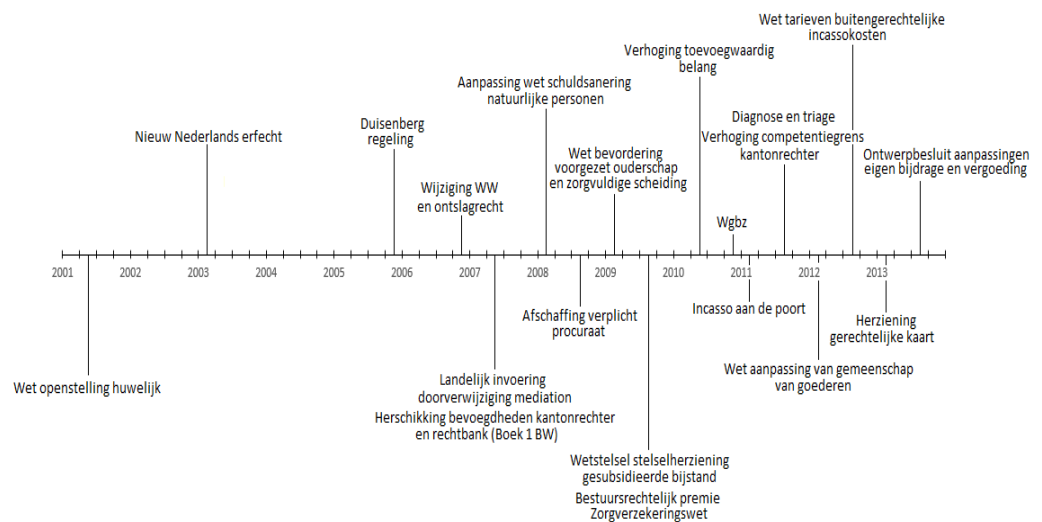 Wet tarieven buitengerechtelijke
incassokosten
Verhoging toevoegwaardig
belang
Aanpassing wet schuldsanering
natuurlijke personen
Diagnose en triage
Verhoging competentiegrens
kantonrechter
Duisenberg
regeling
Nieuw Nederlands erfecht
Wet bevordering
voorgezet ouderschap
en zorgvuldige scheiding
Ontwerpbesluit aanpassingen
eigen bijdrage en vergoeding
Wijziging WW
en ontslagrecht
Wgbz
2001 2002 2003 2004 2005 2006 2007 2008 2009 2010 2011 2012 2013
Incasso aan de poort
Afschaffing verplicht
procuraat
Herziening
gerechtelijke kaart
Wet aanpassing van gemeenschap
van goederen
Wet openstelling huwelijk
Landelijk invoering
doorverwijziging mediation
Herschikking bevoegdheden kantonrechter
en rechtbank (Boek 1 BW)
Wetstelsel stelselherziening
gesubsidieerde bijstand
Bestuursrechtelijk premie
Zorgverzekeringswet